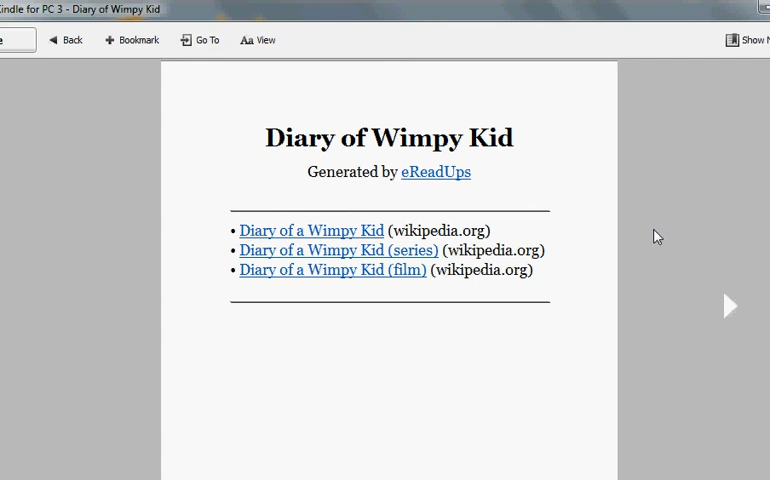 Kindle for PC 3 - Diary of Wimpy Kid
Back Bookmark Go To Aa View Show
Diary of Wimpy Kid
Generated by eReadUps
• Diary of a Wimpy Kid (wikipedia.org)
• Diary of a Wimpy Kid (series) (wikipedia.org)
• Diary of a Wimpy Kid (film) (wikipedia.org)